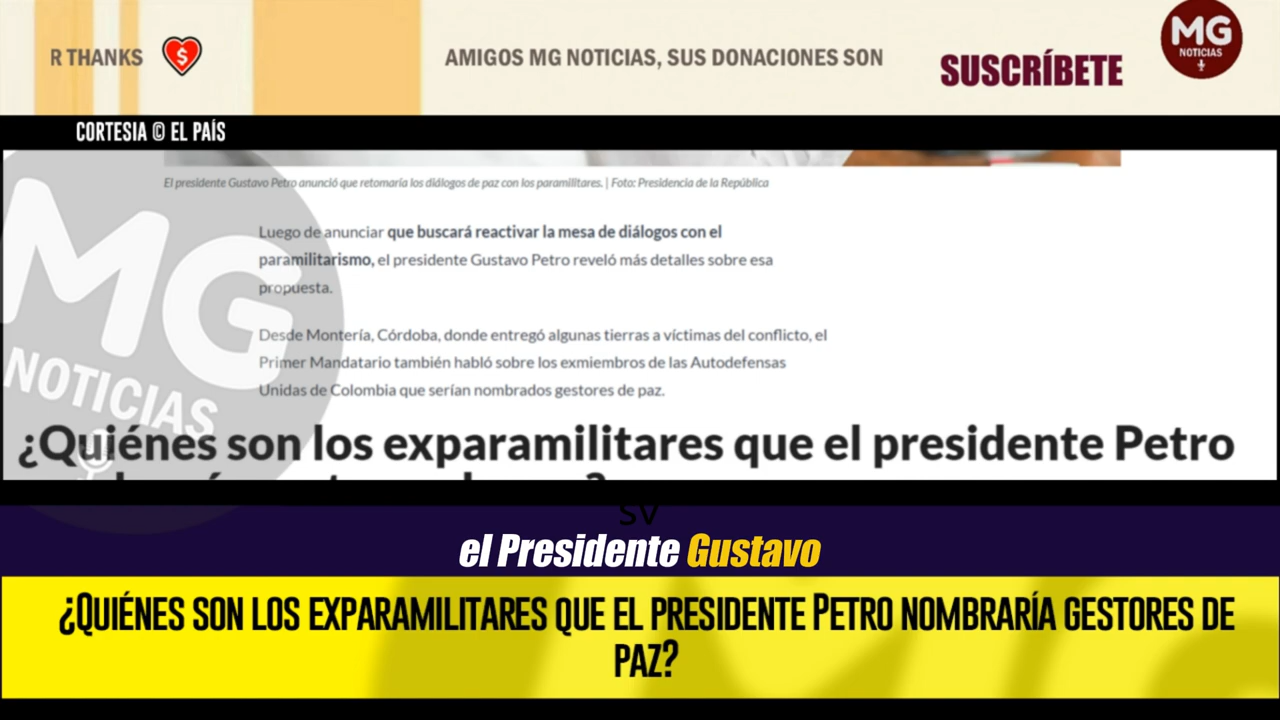 R THANKS
AMIGOS MG NOTICIAS, SUS DONACIONES SON
SUSCRÍBETE
MG
NOTICIAS
CORTESIA © EL PAÍS
El presidente Gustavo Petro anunció que retomaría los diálogos de paz con los paramilitares. | Foto: Presidencia de la República
Luego de anunciar que buscará reactivar la mesa de diálogos con el
paramilitarismo, el presidente Gustavo Petro reveló más detalles sobre esa
propuesta.
Desde Montería, Córdoba, donde entregó algunas tierras a víctimas del conflicto, el
Primer Mandatario también habló sobre los exmiembros de las Autodefensas
Unidas de Colombia que serían nombrados gestores de paz.
MG
NOTICIAS
¿Quiénes son los exparamilitares que el presidente Petro
sv
el Presidente Gustavo
¿QUIÉNES SON LOS EXPARAMILITARES QUE EL PRESIDENTE PETRO NOMBRARÍA GESTORES DE
PAZ?